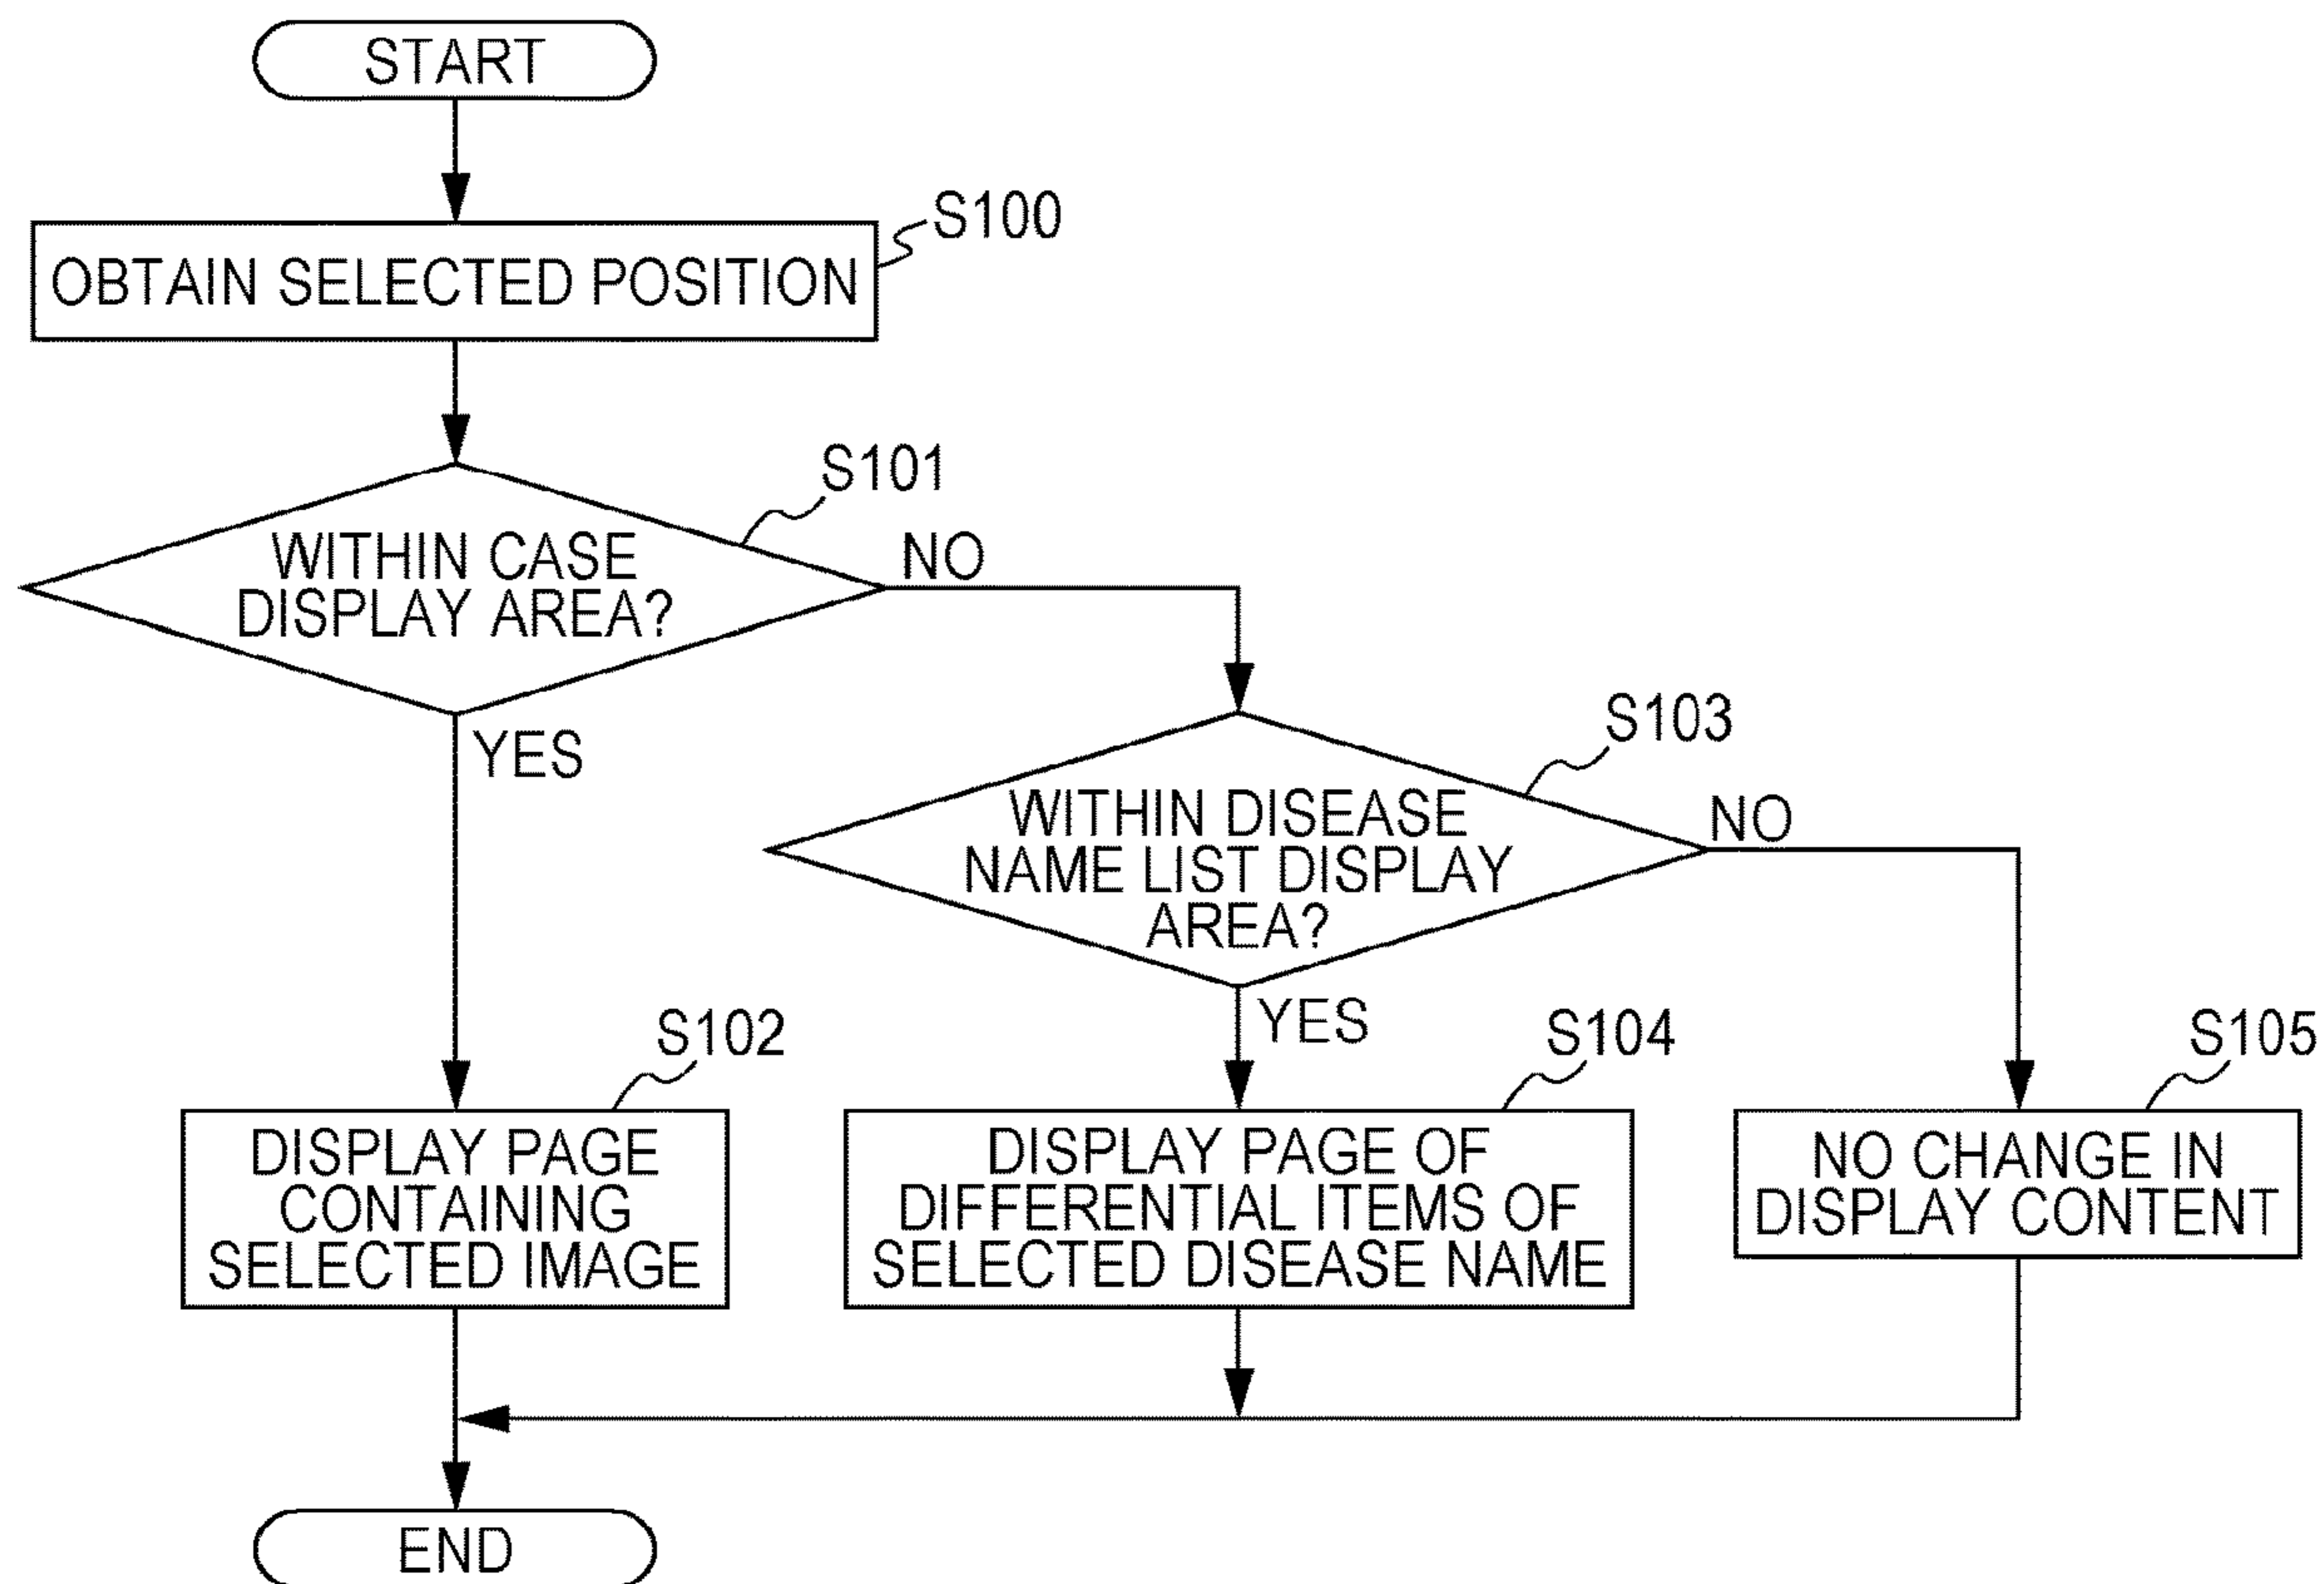 START
S100
OBTAIN SELECTED POSITION
S101
WITHIN CASE
DISPLAY AREA?
NO
YES
S103
WITHIN DISEASE
NAME LIST DISPLAY
AREA?
NO
YES
S102
DISPLAY PAGE
CONTAINING
SELECTED IMAGE
S104
DISPLAY PAGE OF
DIFFERENTIAL ITEMS OF
SELECTED DISEASE NAME
S105
NO CHANGE IN
DISPLAY CONTENT
END